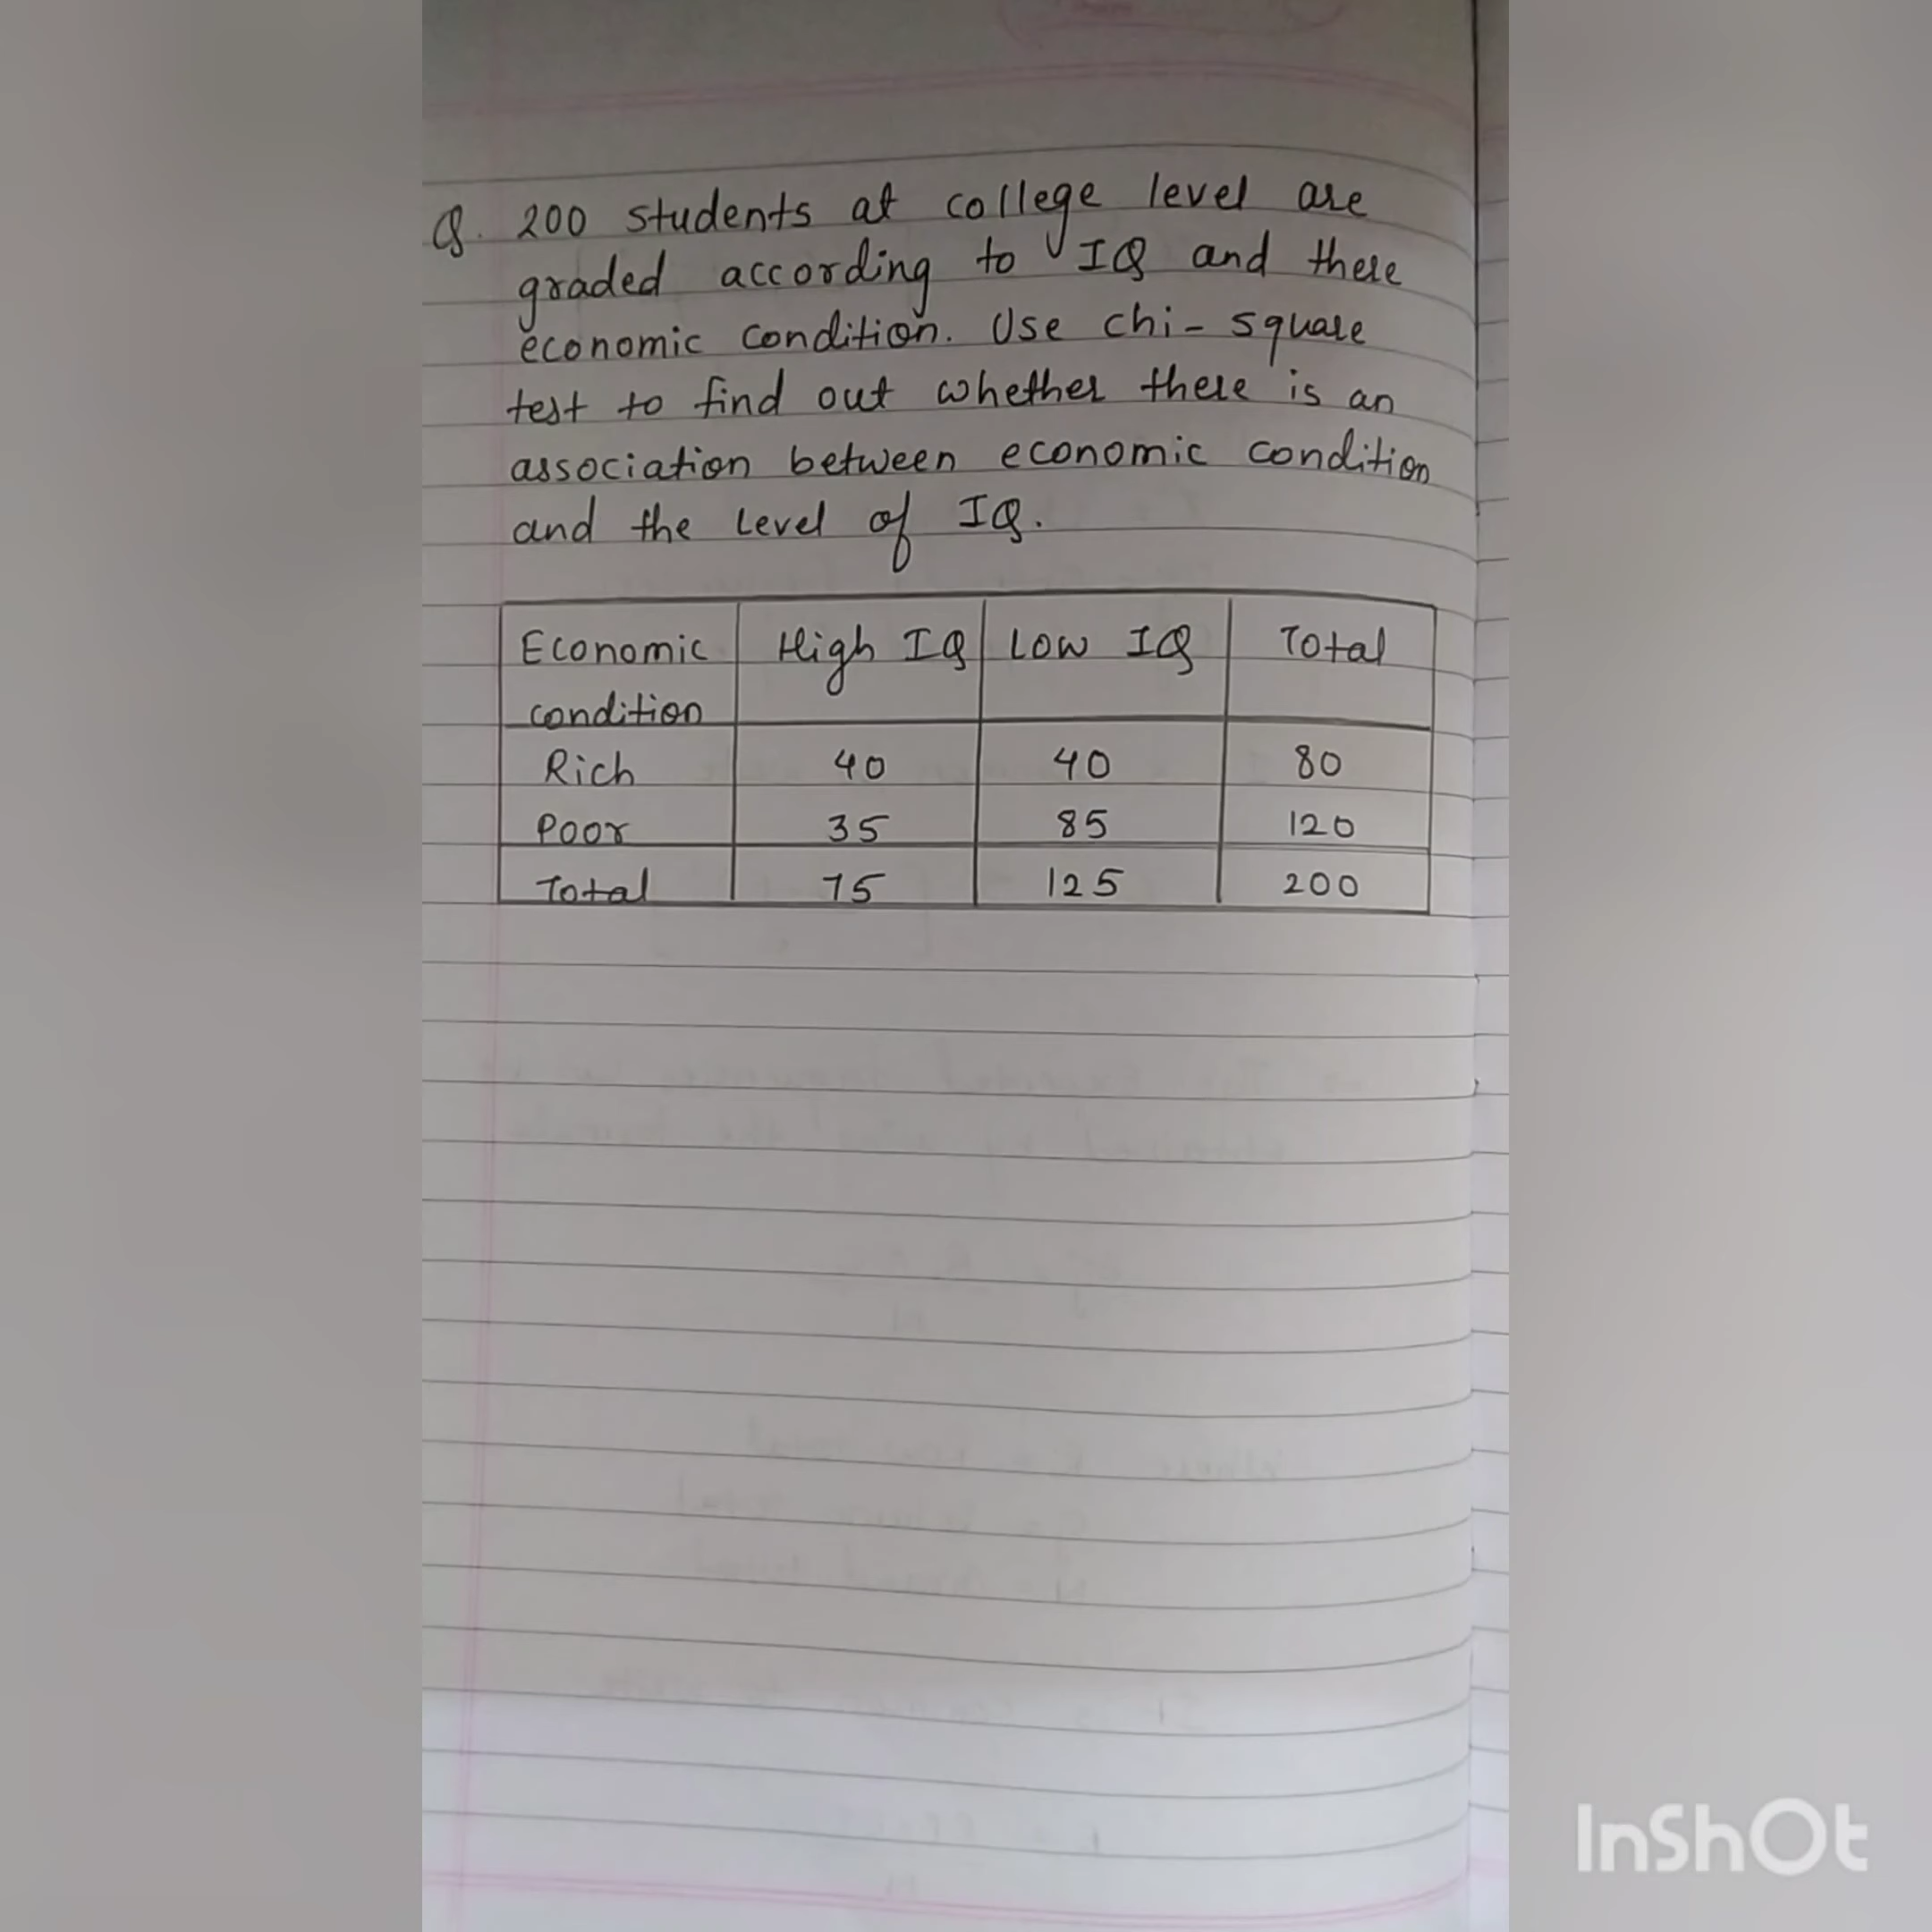 Q. 200 students at college level are
graded according to IQ and there
economic condition. Use chi-square
test to find out whether there is an
association between economic condition
and the level of IQ.
Economic condition High IQ Low IQ Total
Rich 40 40 80
Poor 35 85 120
Total 75 125 200
InShOt